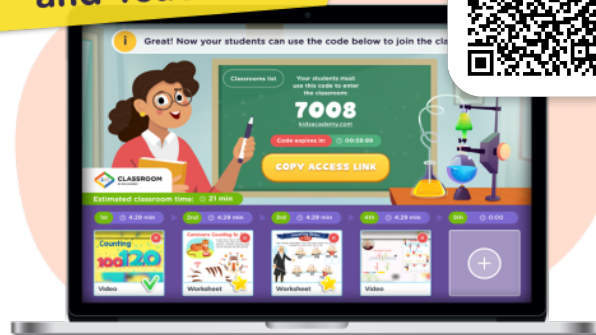 Great! Now your students can use the code below to join the cla
Classrooms list
Your students must
use this code to enter
the classroom:
7008
kidsacademy.com
Code expires in: 00:59:99
COPY ACCESS LINK
CLASSROOM
Estimated classroom time: 21 min
1st 4:29 min
2nd 4:29 min
3rd 4:29 min
4th 4:29 min
5th 0:00
Counting
100 120
Video
Worksheet
Worksheet
Video